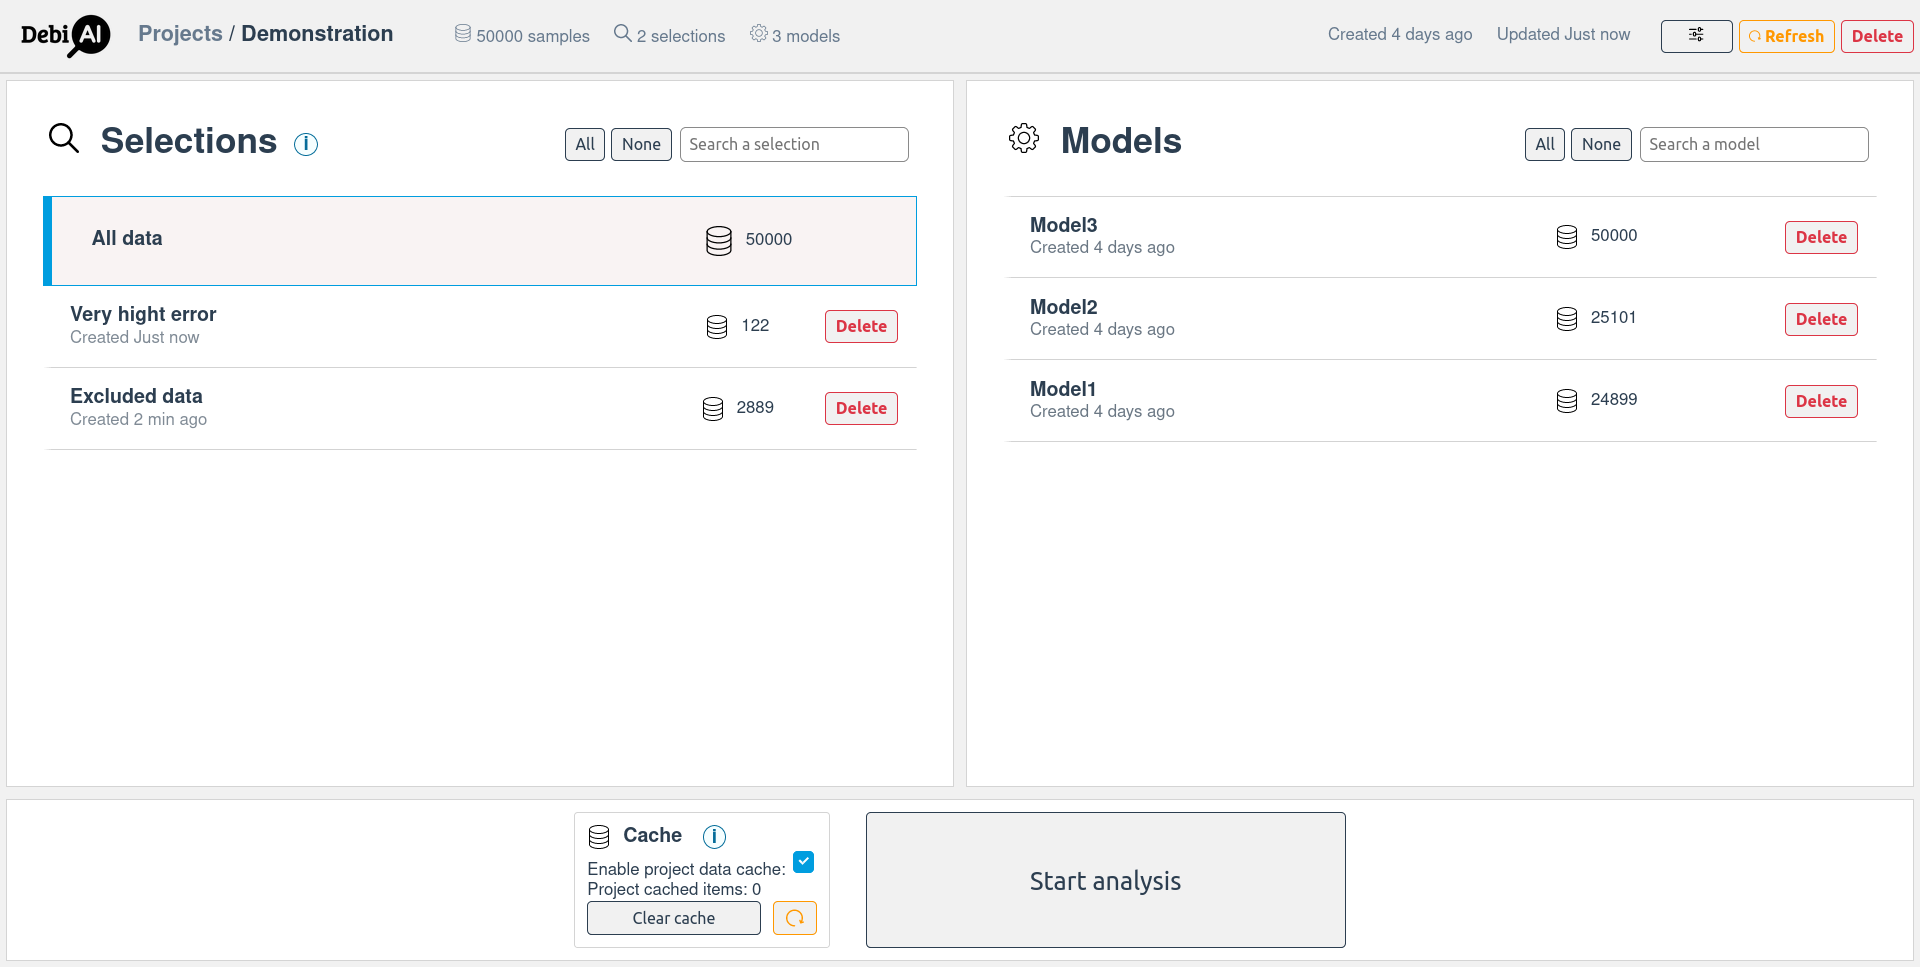 DebiAI
Projects / Demonstration
50000 samples
2 selections
3 models
Created 4 days ago
Updated Just now
Refresh
Delete
Selections
i
All
None
Search a selection
All data
50000
Very hight error
Created Just now
122
Delete
Excluded data
Created 2 min ago
2889
Delete
Models
All
None
Search a model
Model3
Created 4 days ago
50000
Delete
Model2
Created 4 days ago
25101
Delete
Model1
Created 4 days ago
24899
Delete
Cache
i
Enable project data cache:
Project cached items: 0
Clear cache
Start analysis